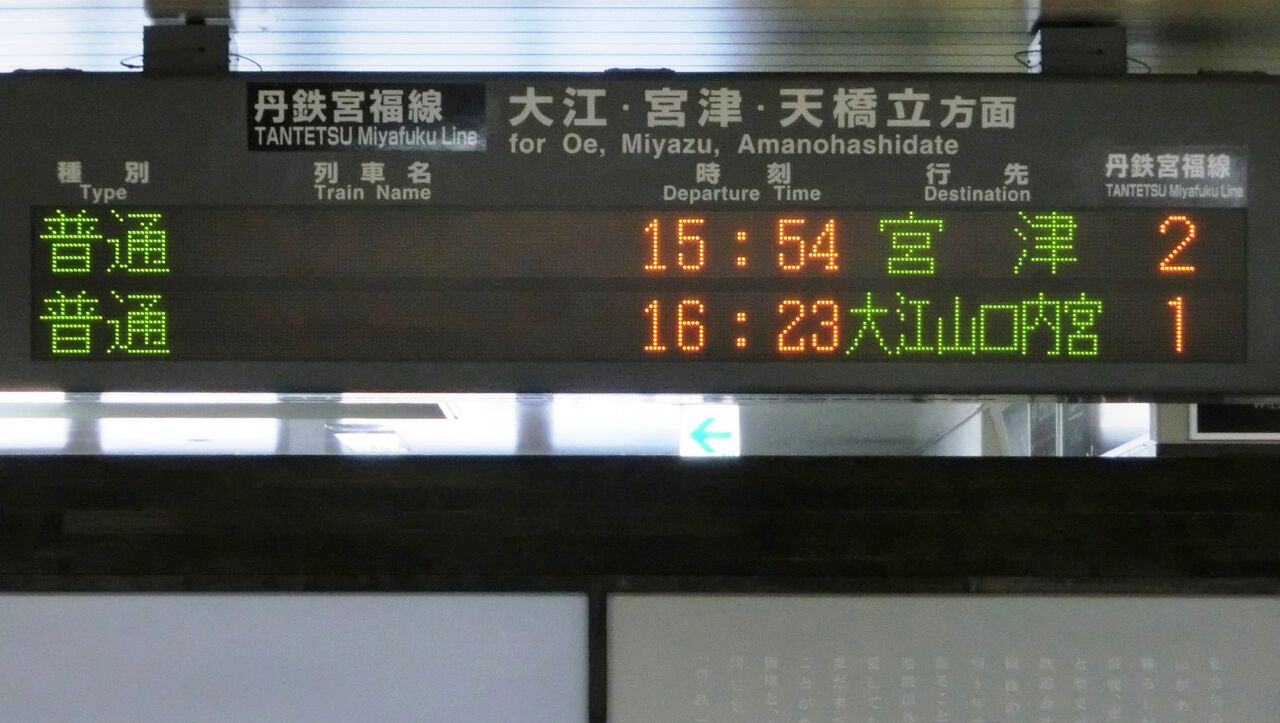 丹鉄宮福線 大江・宮津・天橋立方面
TANTETSU Miyafuku Line for Oe, Miyazu, Amanohashidate
種別 列車名 時刻 行先 丹鉄宮福線
Type Train Name Departure Time Destination TANTETSU Miyafuku Line
普通 15:54 宮津 2
普通 16:23 大江山口内宮 1